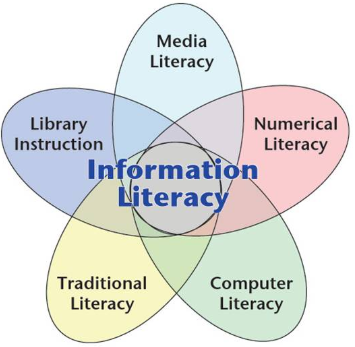 Media
Literacy
Library
Instruction
Numerical
Literacy
Information
Literacy
Traditional
Literacy
Computer
Literacy